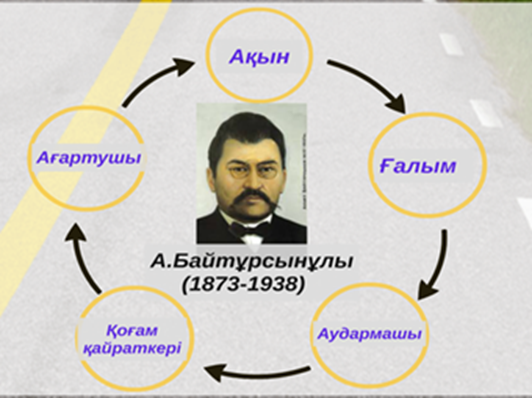 Ақын
Ағартушы
Ғалым
А.Байтұрсынұлы
(1873-1938)
Қоғам
қайраткері
Аудармашы